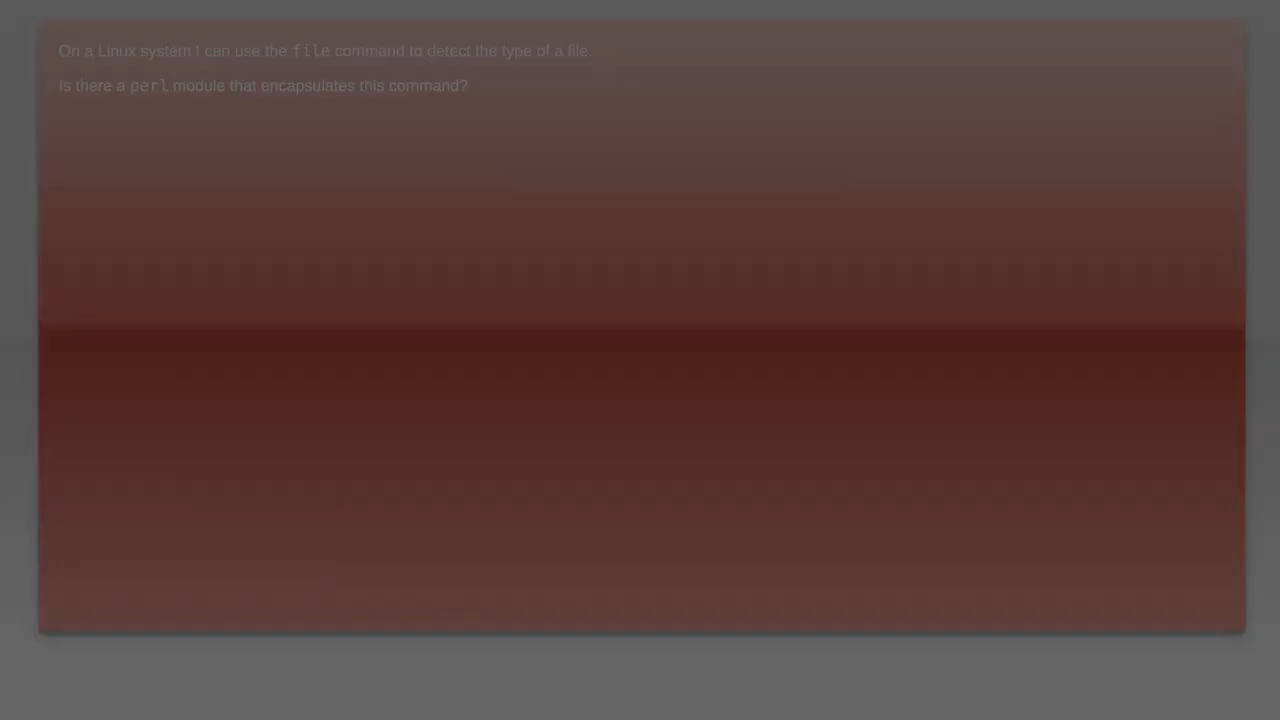 On a Linux system I can use the file command to detect the type of a file.
Is there a perl module that encapsulates this command?